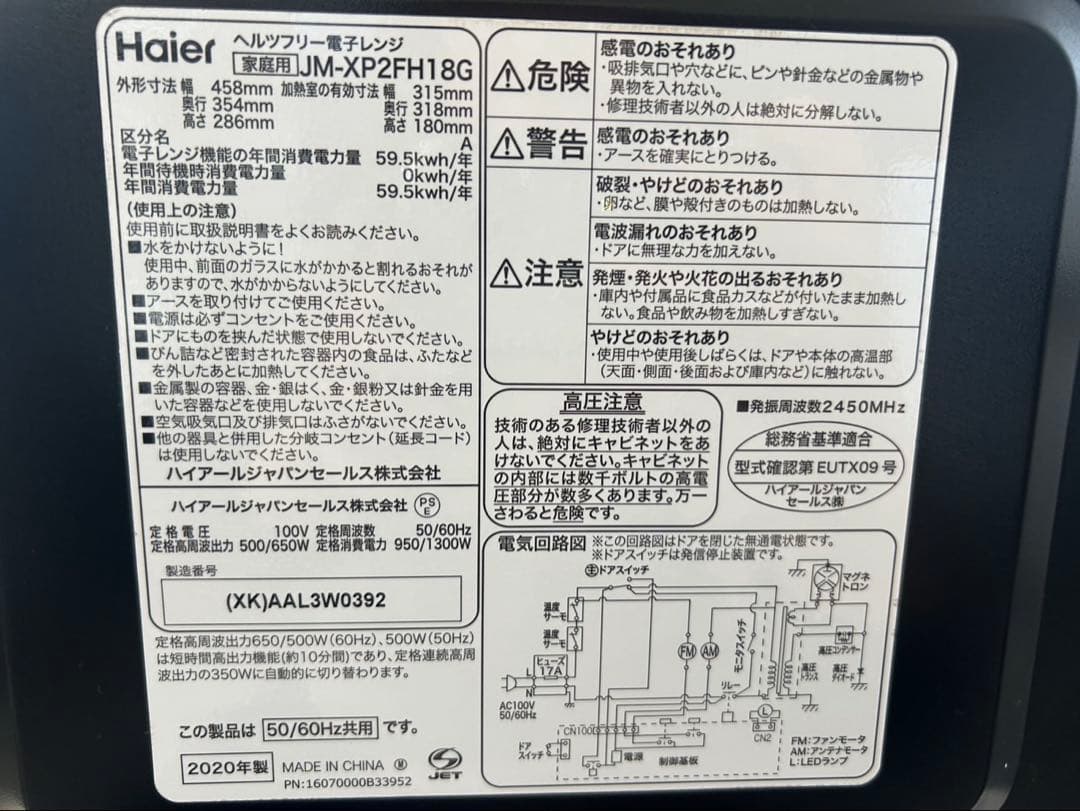 Haier
ヘルツフリー電子レンジ
家庭用 JM-XP2FH18G
外形寸法 幅 458mm 加熱室の有効寸法 幅 315mm
奥行 354mm 奥行 318mm
高さ 286mm 高さ 180mm
区分名 A
電子レンジ機能の年間消費電力量 59.5kwh/年
年間待機時消費電力量 0kwh/年
年間消費電力量 59.5kwh/年
(使用上の注意)
使用前に取扱説明書をよくお読みください。
■水をかけないように!
使用中、前面のガラスに水がかかると割れるおそれが
ありますので、水がかからないようにしてください。
■アースを取り付けてご使用ください。
■電源は必ずコンセントをご使用ください。
■ドアにものを挟んだ状態で使用しないでください。
■びん詰など密封された容器内の食品は、ふたなど
を外したあとに加熱してください。
■金属製の容器、金・銀はく、金・銀粉又は針金を用
いた容器などを使用しないでください。
■空気吸気口及び排気口はふさがないでください。
■他の器具と併用した分岐コンセント(延長コード)
は使用しないでください。
ハイアールジャパンセールス株式会社
ハイアールジャパンセールス株式会社 PSE
定格電圧 100V 定格周波数 50/60Hz
定格高周波出力 500/650W 定格消費電力 950/1300W
製造番号
(XK)AAL3W0392
定格高周波出力650/500W(60Hz)、500W(50Hz)
は短時間高出力機能(約10分間)であり、定格連続高周
波出力の350Wに自動的に切り替わります。
この製品は 50/60Hz共用 です。
2020年製 MADE IN CHINA Ⓜ JET
PN:16070000B33952
⚠危険
感電のおそれあり
・吸排気口や穴などに、ピンや針金などの金属物や
異物を入れない。
・修理技術者以外の人は絶対に分解しない。
⚠警告
感電のおそれあり
・アースを確実にとりつける。
⚠注意
破裂・やけどのおそれあり
・卵など、膜や殻付きのものは加熱しない。
電波漏れのおそれあり
・ドアに無理な力を加えない。
発煙・発火や火花の出るおそれあり
・庫内や付属品に食品カスなどが付いたまま加熱し
ない。食品や飲み物を加熱しすぎない。
やけどのおそれあり
・使用中や使用後しばらくは、ドアや本体の高温部
(天面・側面・後面および庫内など)に触れない。
高圧注意
技術のある修理技術者以外の
人は、絶対にキャビネットをあ
けないでください。キャビネット
の内部には数千ボルトの高電
圧部分が数多くあります。万一
さわると危険です。
■発振周波数2450MHz
総務省基準適合
型式確認第EUTX09号
ハイアールジャパン
セールス㈱
電気回路図 ※この回路図はドアを閉じた無通電状態です。
※ドアスイッチは発信停止装置です。
主ドアスイッチ
マグネ
トロン
温度
サーモ
温度
サーモ
ヒューズ
17A
L
N
AC100V
50/60Hz
FM
AM
モニタスイッチ
リレー
高圧コンデンサー
高圧
トランス
高圧
ダイオード
L
CN2
CN100
ドア
スイッチ
電源
制御基板
FM:ファンモータ
AM:アンテナモータ
L:LEDランプ